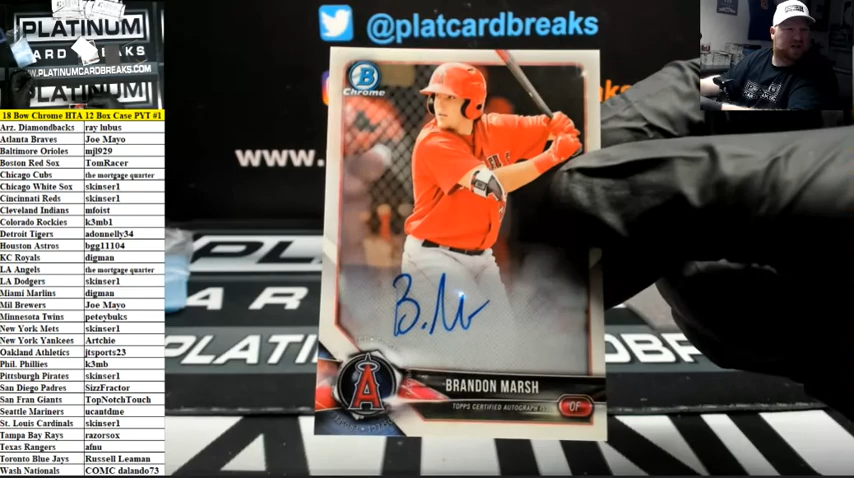 PLATINUM
ARD BREAKS
WWW.PLATINUMCARDBREAKS.COM
PLATINUM
@platcardbreaks
www.
18 Bow Chrome HTA 12 Box Case PYT #1
Arz. Diamondbacks ray lubus
Atlanta Braves Joe Mayo
Baltimore Orioles mjl929
Boston Red Sox TomRacer
Chicago Cubs the mortgage quarter
Chicago White Sox skinser1
Cincinnati Reds skinser1
Cleveland Indians mfoist
Colorado Rockies k3mb1
Detroit Tigers adonnelly34
Houston Astros bgg11104
KC Royals digman
LA Angels the mortgage quarter
LA Dodgers skinser1
Miami Marlins digman
Mil Brewers Joe Mayo
Minnesota Twins peteybuks
New York Mets skinser1
New York Yankees Artchie
Oakland Athletics jtsports23
Phil. Phillies k3mb
Pittsburgh Pirates skinser1
San Diego Padres SizzFractor
San Fran Giants TopNotchTouch
Seattle Mariners ucantdme
St. Louis Cardinals skinser1
Tampa Bay Rays razorsox
Texas Rangers afnu
Toronto Blue Jays Russell Leaman
Wash Nationals COMC dalando73
B
Chrome
A
BRANDON MARSH
TOPPS CERTIFIED AUTOGRAPH
OF